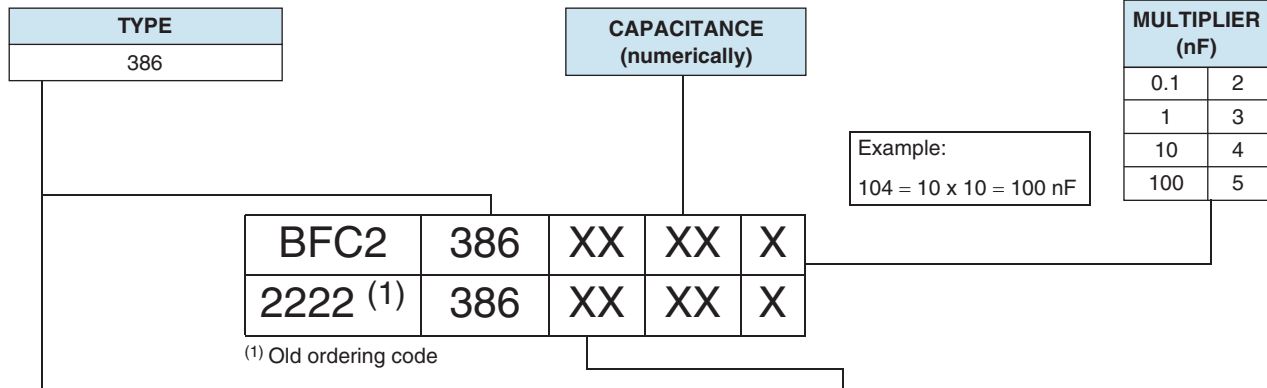 TYPE
386
CAPACITANCE
(numerically)
MULTIPLIER
(nF)
0.1 2
1 3
10 4
100 5
Example:
104 = 10 x 10 = 100 nF
BFC2 386 XX XX X
2222 (1) 386 XX XX X
(1) Old ordering code